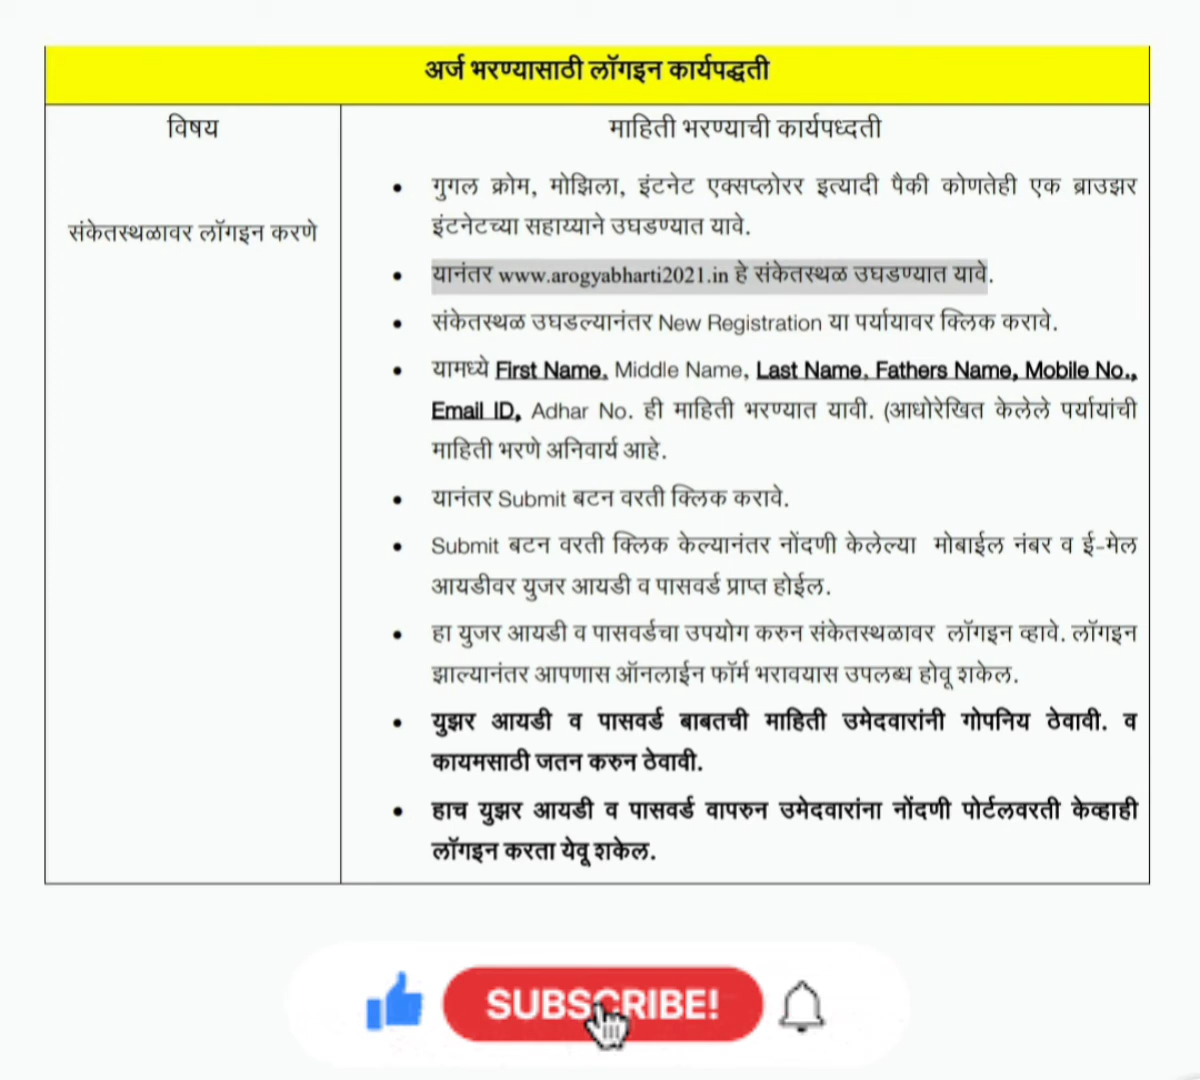 अर्ज भरण्यासाठी लॉगइन कार्यपद्धती
विषय
माहिती भरण्याची कार्यपध्दती
संकेतस्थळावर लॉगइन करणे
• गुगल क्रोम, मोझिला, इंटनेट एक्सप्लोरर इत्यादी पैकी कोणतेही एक ब्राउझर
इंटनेटच्या सहाय्याने उघडण्यात यावे.
• यानंतर www.arogyabharti2021.in हे संकेतस्थळ उघडण्यात यावे.
• संकेतस्थळ उघडल्यानंतर New Registration या पर्यायावर क्लिक करावे.
• यामध्ये First Name, Middle Name, Last Name, Fathers Name, Mobile No.,
Email ID, Adhar No. ही माहिती भरण्यात यावी. (आधोरेखित केलेले पर्यायांची
माहिती भरणे अनिवार्य आहे.
• यानंतर Submit बटन वरती क्लिक करावे.
• Submit बटन वरती क्लिक केल्यानंतर नोंदणी केलेल्या मोबाईल नंबर व ई-मेल
आयडीवर युजर आयडी व पासवर्ड प्राप्त होईल.
• हा युजर आयडी व पासवर्डचा उपयोग करुन संकेतस्थळावर लॉगइन व्हावे. लॉगइन
झाल्यानंतर आपणास ऑनलाईन फॉर्म भरावयास उपलब्ध होवू शकेल.
• युझर आयडी व पासवर्ड बाबतची माहिती उमेदवारांनी गोपनिय ठेवावी. व
कायमसाठी जतन करुन ठेवावी.
• हाच युझर आयडी व पासवर्ड वापरुन उमेदवारांना नोंदणी पोर्टलवरती केव्हाही
लॉगइन करता येवू शकेल.
SUBSCRIBE!